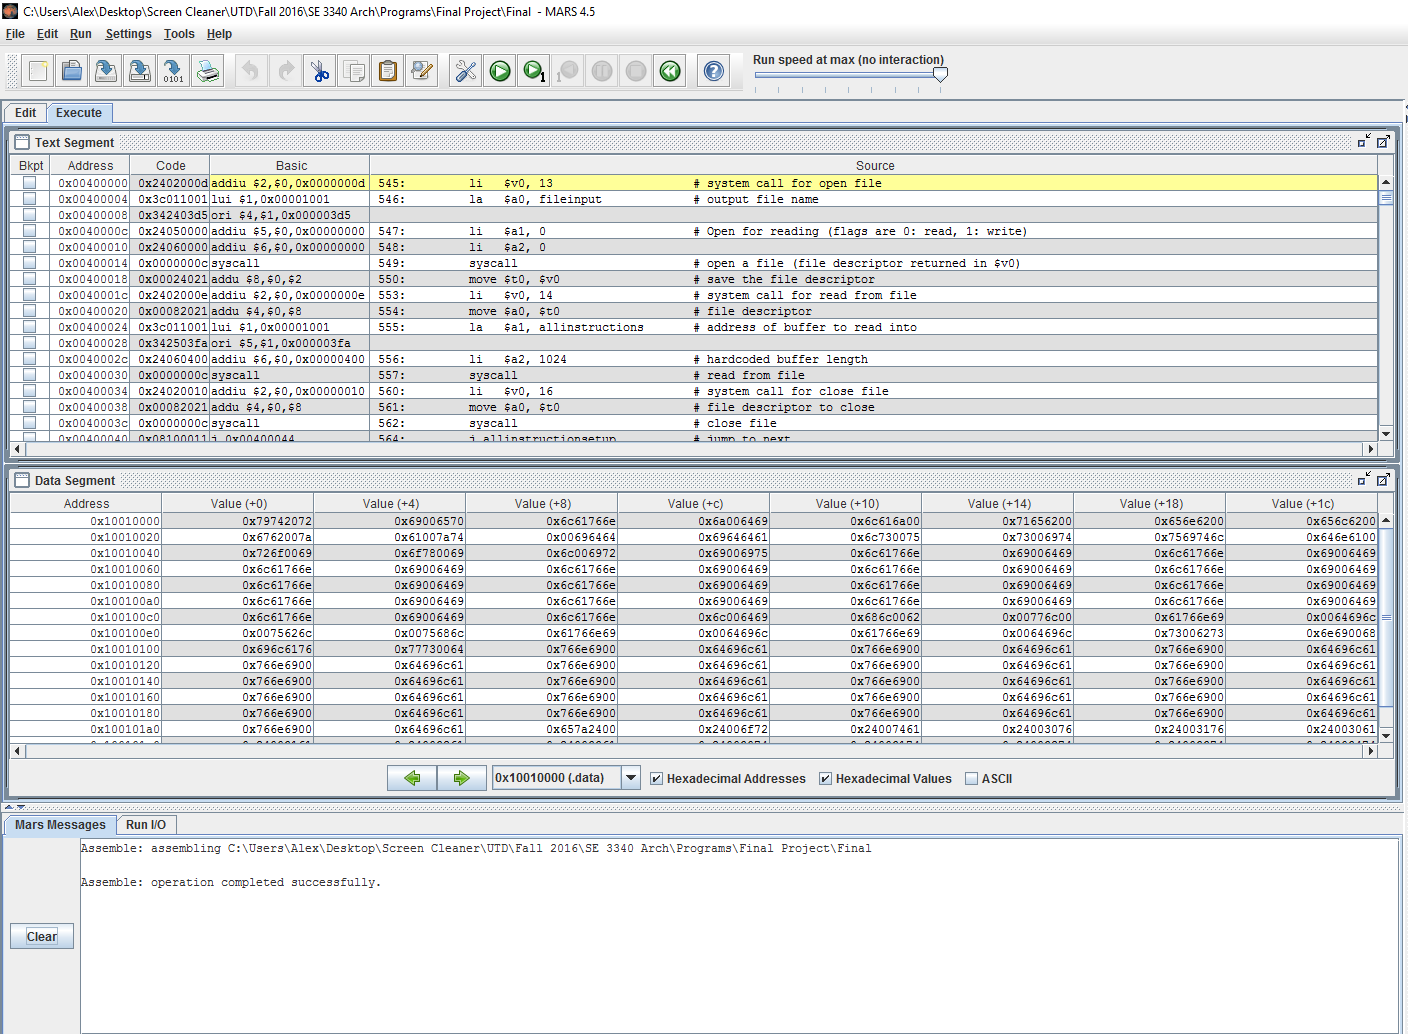 C:\Users\Alex\Desktop\Screen Cleaner\UTD\Fall 2016\SE 3340 Arch\Programs\Final Project\Final - MARS 4.5
File Edit Run Settings Tools Help
Run speed at max (no interaction)
Edit Execute
Text Segment
Bkpt Address Code Basic Source
0x00400000 0x2402000d addiu $2,$0,0x0000000d 545: li $v0, 13 # system call for open file
0x00400004 0x3c011001 lui $1,0x00001001 546: la $a0, fileinput # output file name
0x00400008 0x342403d5 ori $4,$1,0x000003d5
0x0040000c 0x24050000 addiu $5,$0,0x00000000 547: li $a1, 0 # Open for reading (flags are 0: read, 1: write)
0x00400010 0x24060000 addiu $6,$0,0x00000000 548: li $a2, 0
0x00400014 0x0000000c syscall 549: syscall # open a file (file descriptor returned in $v0)
0x00400018 0x00024021 addu $8,$0,$2 550: move $t0, $v0 # save the file descriptor
0x0040001c 0x2402000e addiu $2,$0,0x0000000e 553: li $v0, 14 # system call for read from file
0x00400020 0x00082021 addu $4,$0,$8 554: move $a0, $t0 # file descriptor
0x00400024 0x3c011001 lui $1,0x00001001 555: la $a1, allinstructions # address of buffer to read into
0x00400028 0x342503fa ori $5,$1,0x000003fa
0x0040002c 0x24060400 addiu $6,$0,0x00000400 556: li $a2, 1024 # hardcoded buffer length
0x00400030 0x0000000c syscall 557: syscall # read from file
0x00400034 0x24020010 addiu $2,$0,0x00000010 560: li $v0, 16 # system call for close file
0x00400038 0x00082021 addu $4,$0,$8 561: move $a0, $t0 # file descriptor to close
0x0040003c 0x0000000c syscall 562: syscall # close file
0x00400040 0x08100011 j 0x00400044 564: j allinstructionsetup # jump to next
Data Segment
Address Value (+0) Value (+4) Value (+8) Value (+c) Value (+10) Value (+14) Value (+18) Value (+1c)
0x10010000 0x79742072 0x69006570 0x6c61766e 0x6a006469 0x6c616a00 0x71656200 0x656e6200 0x656c6200
0x10010020 0x6762007a 0x61007a74 0x00696464 0x69646461 0x6c730075 0x73006974 0x7569746c 0x646e6100
0x10010040 0x726f0069 0x6f780069 0x6c006972 0x69006975 0x6c61766e 0x69006469 0x6c61766e 0x69006469
0x10010060 0x6c61766e 0x69006469 0x6c61766e 0x69006469 0x6c61766e 0x69006469 0x6c61766e 0x69006469
0x10010080 0x6c61766e 0x69006469 0x6c61766e 0x69006469 0x6c61766e 0x69006469 0x6c61766e 0x69006469
0x100100a0 0x6c61766e 0x69006469 0x6c61766e 0x69006469 0x6c61766e 0x69006469 0x6c61766e 0x69006469
0x100100c0 0x6c61766e 0x69006469 0x6c61766e 0x6c006469 0x686c0062 0x00776c00 0x61766e69 0x0064696c
0x100100e0 0x0075626c 0x0075686c 0x61766e69 0x0064696c 0x61766e69 0x0064696c 0x73006273 0x6e690068
0x10010100 0x696c6176 0x77730064 0x766e6900 0x64696c61 0x766e6900 0x64696c61 0x766e6900 0x64696c61
0x10010120 0x766e6900 0x64696c61 0x766e6900 0x64696c61 0x766e6900 0x64696c61 0x766e6900 0x64696c61
0x10010140 0x766e6900 0x64696c61 0x766e6900 0x64696c61 0x766e6900 0x64696c61 0x766e6900 0x64696c61
0x10010160 0x766e6900 0x64696c61 0x766e6900 0x64696c61 0x766e6900 0x64696c61 0x766e6900 0x64696c61
0x10010180 0x766e6900 0x64696c61 0x766e6900 0x64696c61 0x766e6900 0x64696c61 0x766e6900 0x64696c61
0x100101a0 0x766e6900 0x64696c61 0x657a2400 0x24006f72 0x24007461 0x24003076 0x24003176 0x24003061
0x10010000 (.data) Hexadecimal Addresses Hexadecimal Values ASCII
Mars Messages Run I/O
Assemble: assembling C:\Users\Alex\Desktop\Screen Cleaner\UTD\Fall 2016\SE 3340 Arch\Programs\Final Project\Final
Assemble: operation completed successfully.
Clear